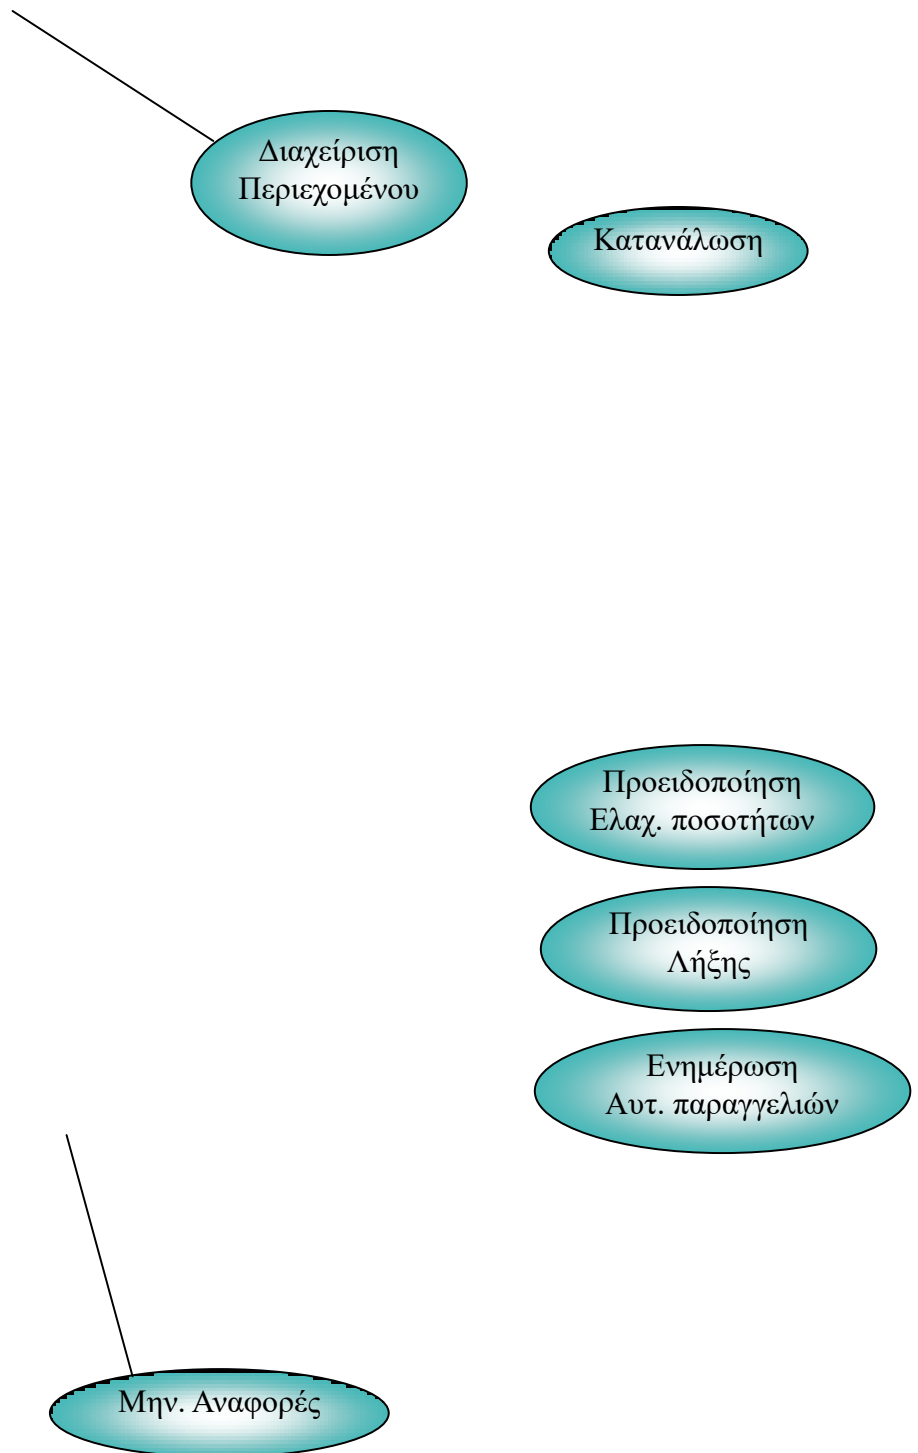 Διαχείριση
Περιεχομένου
Κατανάλωση
Προειδοποίηση
Ελαχ. ποσοτήτων
Προειδοποίηση
Λήξης
Ενημέρωση
Αυτ. παραγγελιών
Μην. Αναφορές